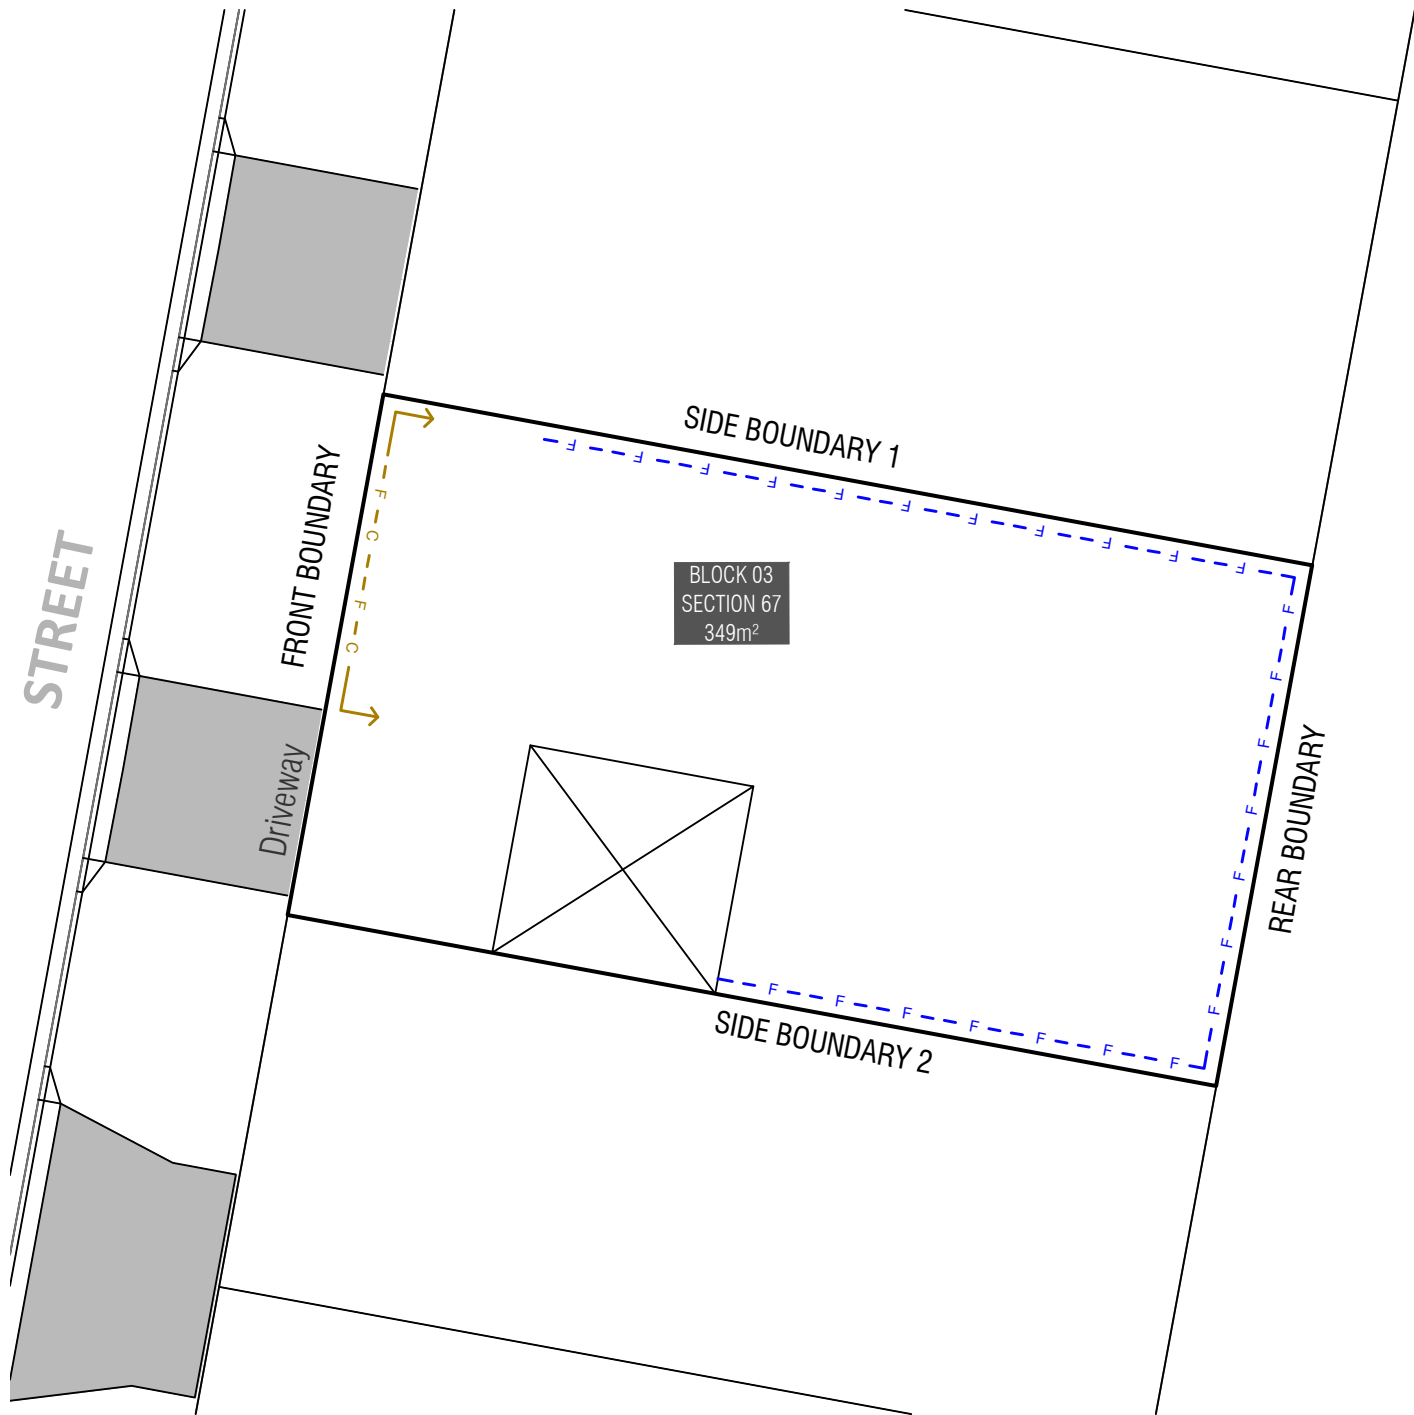 SIDE BOUNDARY 1
F F F F F F F F F F F
F C F C
FRONT BOUNDARY
STREET
BLOCK 03
SECTION 67
349m²
F F F F F F F
REAR BOUNDARY
Driveway
F F F F F F F
SIDE BOUNDARY 2